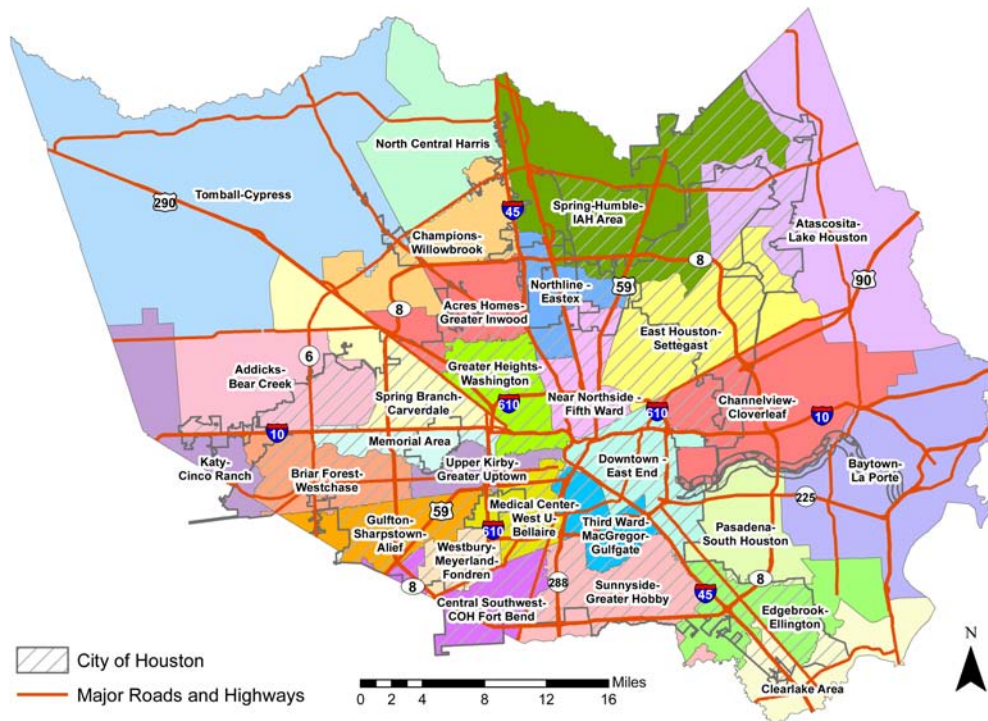 North Central Harris
Tomball-Cypress
290
45
Spring-Humble-
IAH Area
Atascosita-
Lake Houston
Champions-
Willowbrook
8
59
90
Northline -
Eastex
8
Acres Homes-
Greater Inwood
East Houston-
Settegast
6
Addicks-
Bear Creek
Greater Heights-
Washington
Spring Branch-
Carverdale
610
Near Northside -
Fifth Ward
610
Channelview-
Cloverleaf
10
10
Memorial Area
Katy-
Cinco Ranch
Briar Forest-
Westchase
Upper Kirby-
Greater Uptown
Downtown -
East End
Baytown-
La Porte
225
59
Gulfton-
Sharpstown-
Alief
Medical Center-
West U-
Bellaire
610
Third Ward-
MacGregor-
Gulfgate
Pasadena-
South Houston
Westbury-
Meyerland-
Fondren
8
288
8
Sunnyside-
Greater Hobby
45
Central Southwest-
COH Fort Bend
Edgebrook-
Ellington
Clearlake Area
N
City of Houston
Major Roads and Highways
Miles
0 2 4 8 12 16